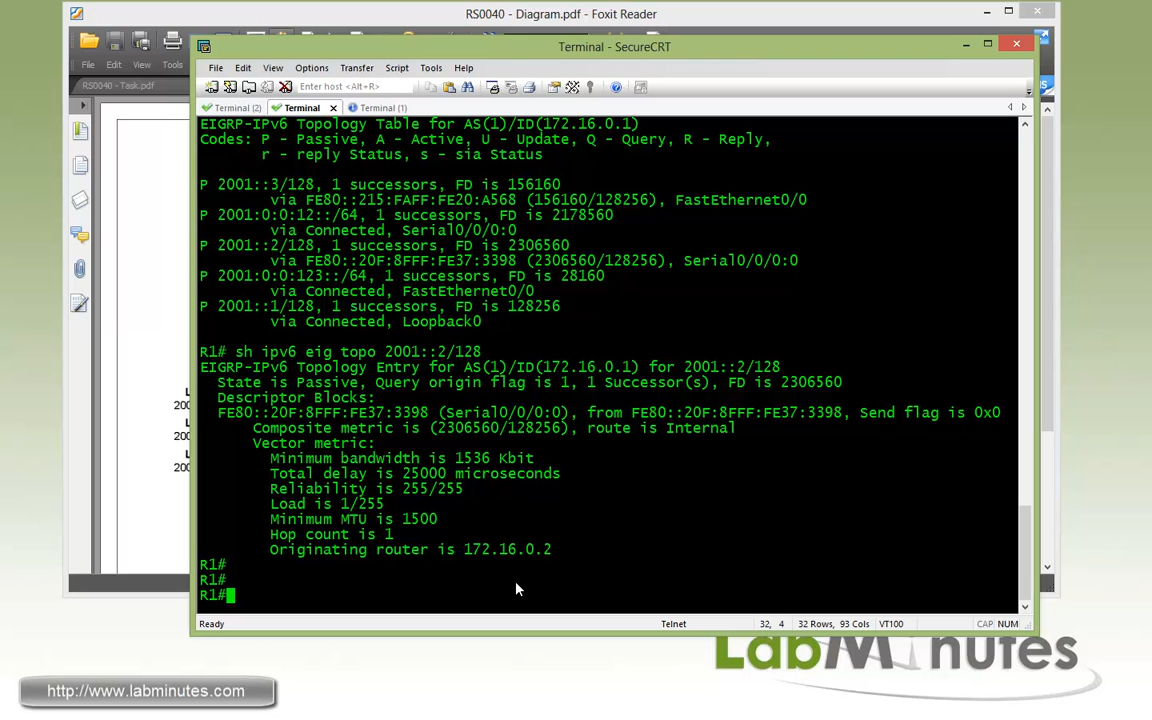 RS0040 - Diagram.pdf - Foxit Reader
File Edit View Tools
RS0040 - Task.pdf
Terminal - SecureCRT
File Edit View Options Transfer Script Tools Help
Enter host <Alt+R>
Terminal (2) Terminal Terminal (1)
EIGRP-IPv6 Topology Table for AS(1)/ID(172.16.0.1)
Codes: P - Passive, A - Active, U - Update, Q - Query, R - Reply,
r - reply Status, s - sia Status
P 2001::3/128, 1 successors, FD is 156160
via FE80::215:FAFF:FE20:A568 (156160/128256), FastEthernet0/0
P 2001:0:0:12::/64, 1 successors, FD is 2178560
via Connected, Serial0/0/0:0
P 2001::2/128, 1 successors, FD is 2306560
via FE80::20F:8FFF:FE37:3398 (2306560/128256), Serial0/0/0:0
P 2001:0:0:123::/64, 1 successors, FD is 28160
via Connected, FastEthernet0/0
P 2001::1/128, 1 successors, FD is 128256
via Connected, Loopback0
R1# sh ipv6 eig topo 2001::2/128
EIGRP-IPv6 Topology Entry for AS(1)/ID(172.16.0.1) for 2001::2/128
State is Passive, Query origin flag is 1, 1 Successor(s), FD is 2306560
Descriptor Blocks:
FE80::20F:8FFF:FE37:3398 (Serial0/0/0:0), from FE80::20F:8FFF:FE37:3398, Send flag is 0x0
Composite metric is (2306560/128256), route is Internal
Vector metric:
Minimum bandwidth is 1536 Kbit
Total delay is 25000 microseconds
Reliability is 255/255
Load is 1/255
Minimum MTU is 1500
Hop count is 1
Originating router is 172.16.0.2
R1#
R1#
R1#
Ready Telnet 32, 4 32 Rows, 93 Cols VT100 CAP NUM
LabMinutes
http://www.labminutes.com